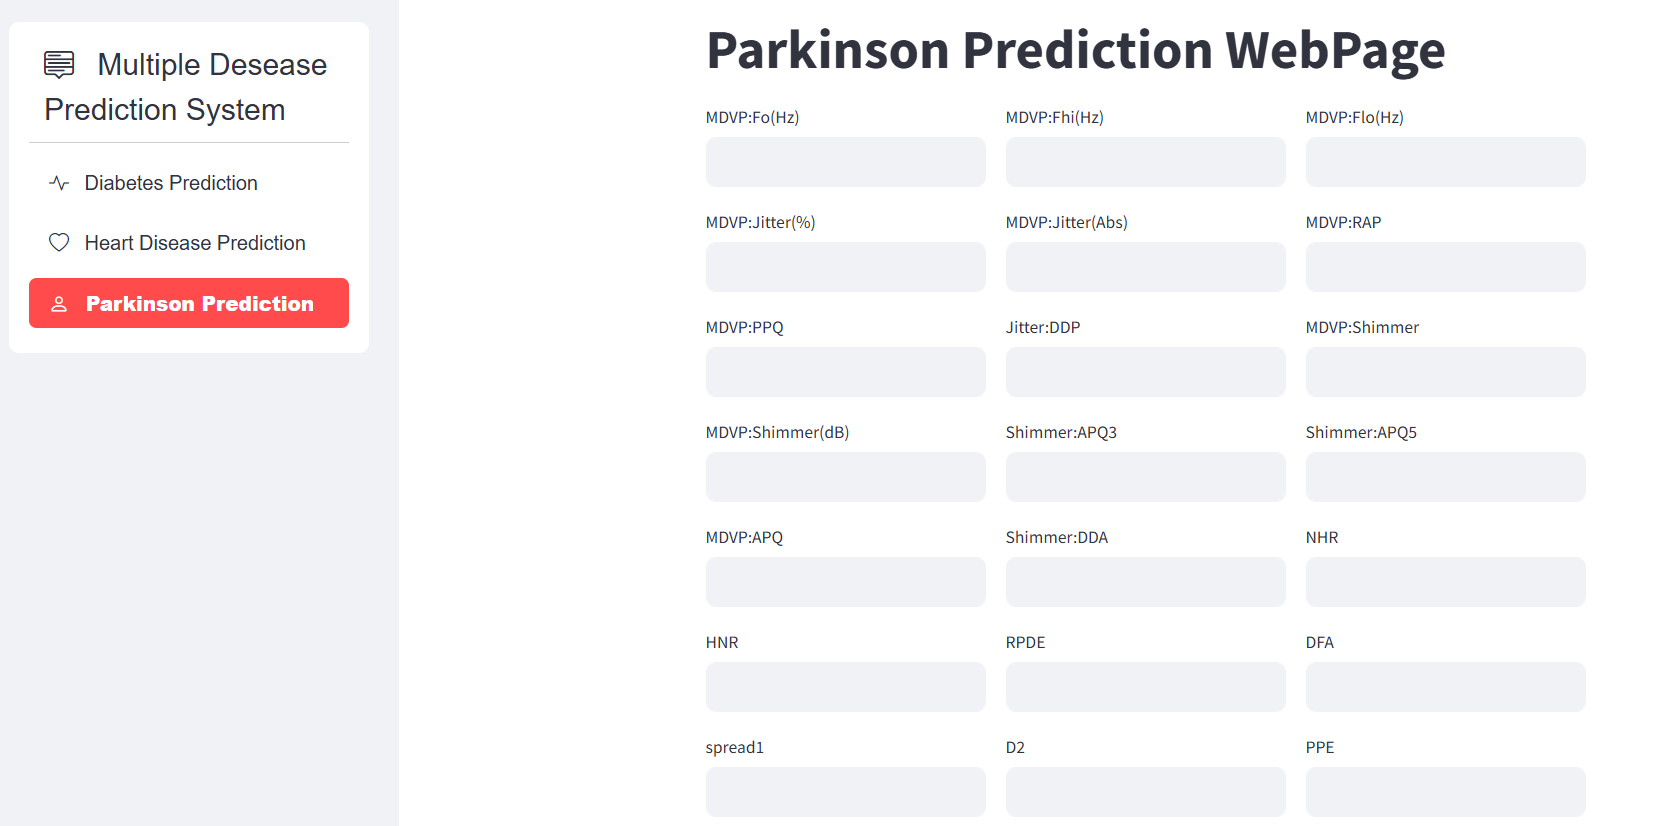 Multiple Desease
Prediction System
Diabetes Prediction
Heart Disease Prediction
Parkinson Prediction
Parkinson Prediction WebPage
MDVP:Fo(Hz)
MDVP:Fhi(Hz)
MDVP:Flo(Hz)
MDVP:Jitter(%)
MDVP:Jitter(Abs)
MDVP:RAP
MDVP:PPQ
Jitter:DDP
MDVP:Shimmer
MDVP:Shimmer(dB)
Shimmer:APQ3
Shimmer:APQ5
MDVP:APQ
Shimmer:DDA
NHR
HNR
RPDE
DFA
spread1
D2
PPE